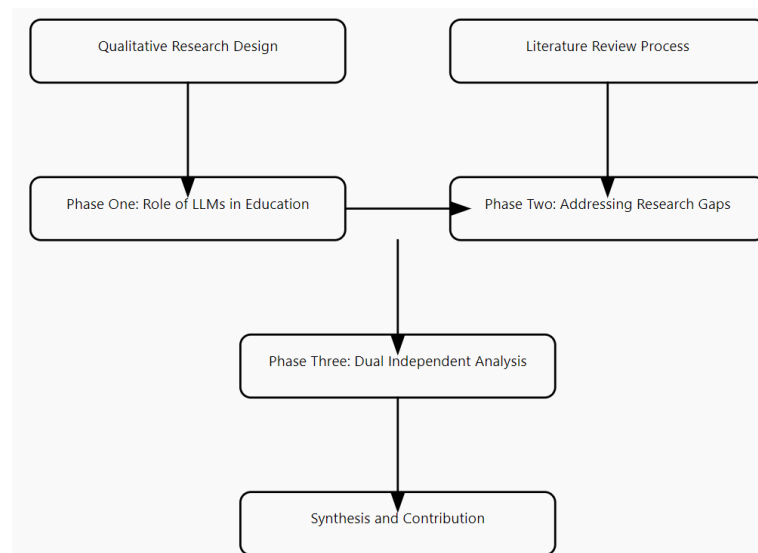 Qualitative Research Design
Literature Review Process
Phase One: Role of LLMs in Education
Phase Two: Addressing Research Gaps
Phase Three: Dual Independent Analysis
Synthesis and Contribution